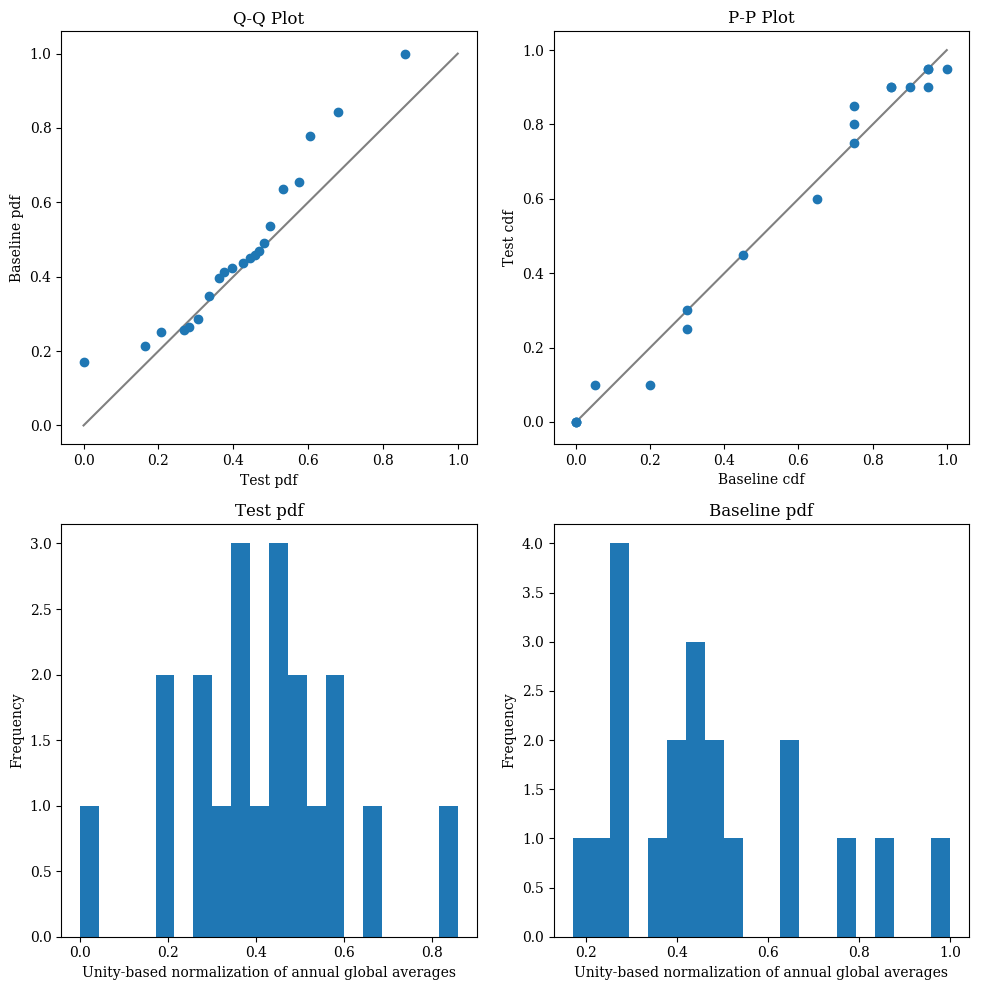 Q-Q Plot
1.0
0.8
0.6
0.4
0.2
0.0
Baseline pdf
0.0 0.2 0.4 0.6 0.8 1.0
Test pdf
P-P Plot
1.0
0.8
0.6
0.4
0.2
0.0
Test cdf
0.0 0.2 0.4 0.6 0.8 1.0
Baseline cdf
Test pdf
3.0
2.5
2.0
1.5
1.0
0.5
0.0
Frequency
0.0 0.2 0.4 0.6 0.8
Unity-based normalization of annual global averages
Baseline pdf
4.0
3.5
3.0
2.5
2.0
1.5
1.0
0.5
0.0
Frequency
0.2 0.4 0.6 0.8 1.0
Unity-based normalization of annual global averages